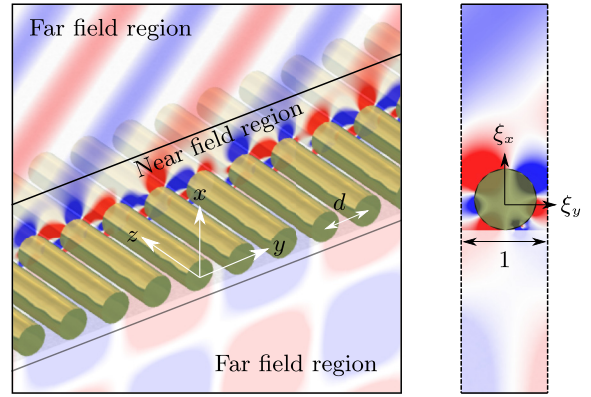 Far field region
Near field region
x
z
y
d
Far field region
ξx
ξy
1